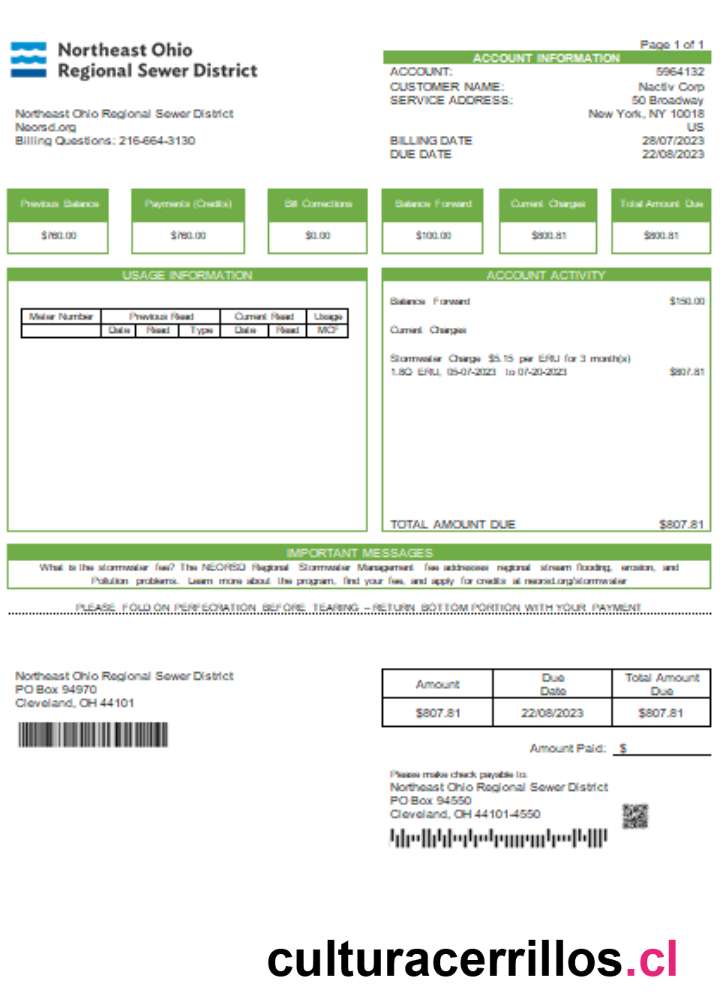 Northeast Ohio
Regional Sewer District
Page 1 of 1
ACCOUNT INFORMATION
ACCOUNT: 5964132
CUSTOMER NAME: Nactiv Corp
SERVICE ADDRESS: 50 Broadway
New York, NY 10018
US
BILLING DATE 28/07/2023
DUE DATE 22/08/2023
Northeast Ohio Regional Sewer District
Neorsd.org
Billing Questions: 216-664-3130
Previous Balance Payments (Credits) Bill Corrections Balance Forward Current Charges Total Amount Due
$760.00 $760.00 $0.00 $100.00 $800.81 $800.81
USAGE INFORMATION
Meter Number Previous Read Current Read Usage
Date Read Type Date Read MCF
ACCOUNT ACTIVITY
Balance Forward $150.00
Current Charges
Stormwater Charge $5.15 per ERU for 3 month(s)
1.8Q ERU, 05-07-2023 to 07-20-2023 $807.81
TOTAL AMOUNT DUE $807.81
IMPORTANT MESSAGES
What is the stormwater fee? The NEORSD Regional Stormwater Management fee addresses regional stream flooding, erosion, and
Pollution problems. Learn more about the program, find your fee, and apply for credits at neorsd.org/stormwater
PLEASE FOLD ON PERFECRATION BEFORE TEARING – RETURN BOTTOM PORTION WITH YOUR PAYMENT
Northeast Ohio Regional Sewer District
PO Box 94970
Cleveland, OH 44101
Amount Due Date Total Amount Due
$807.81 22/08/2023 $807.81
Amount Paid: $
Please make check payable to.
Northeast Ohio Regional Sewer District
PO Box 94550
Cleveland, OH 44101-4550
culturacerrillos.cl